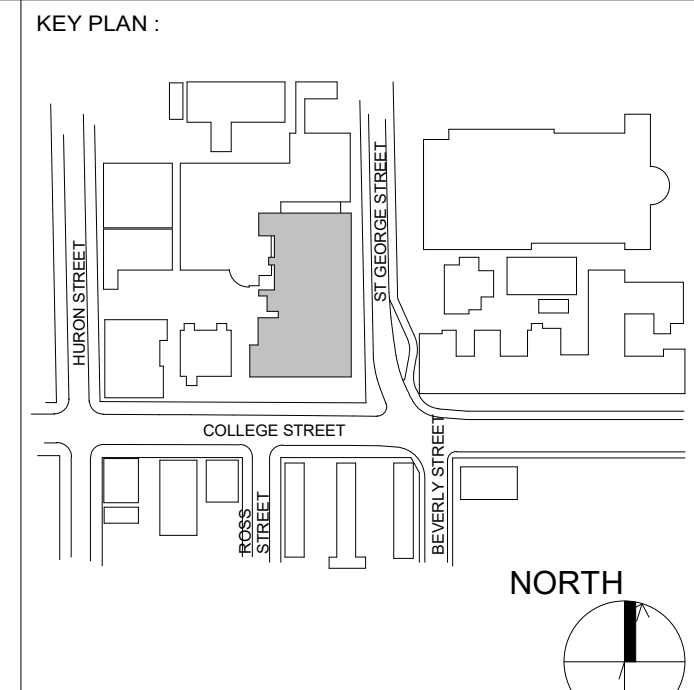 KEY PLAN :
ST GEORGE STREET
HURON STREET
COLLEGE STREET
ROSS
STREET
BEVERLY STREET
NORTH